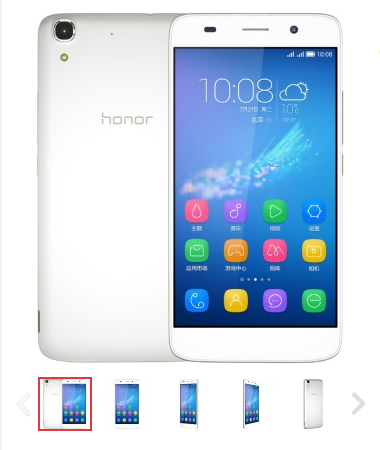 honor
10:08
10:08
7月21日 周二
10°C
北京
主题 音乐 视频 设置
应用市场 游戏中心 图库 相机